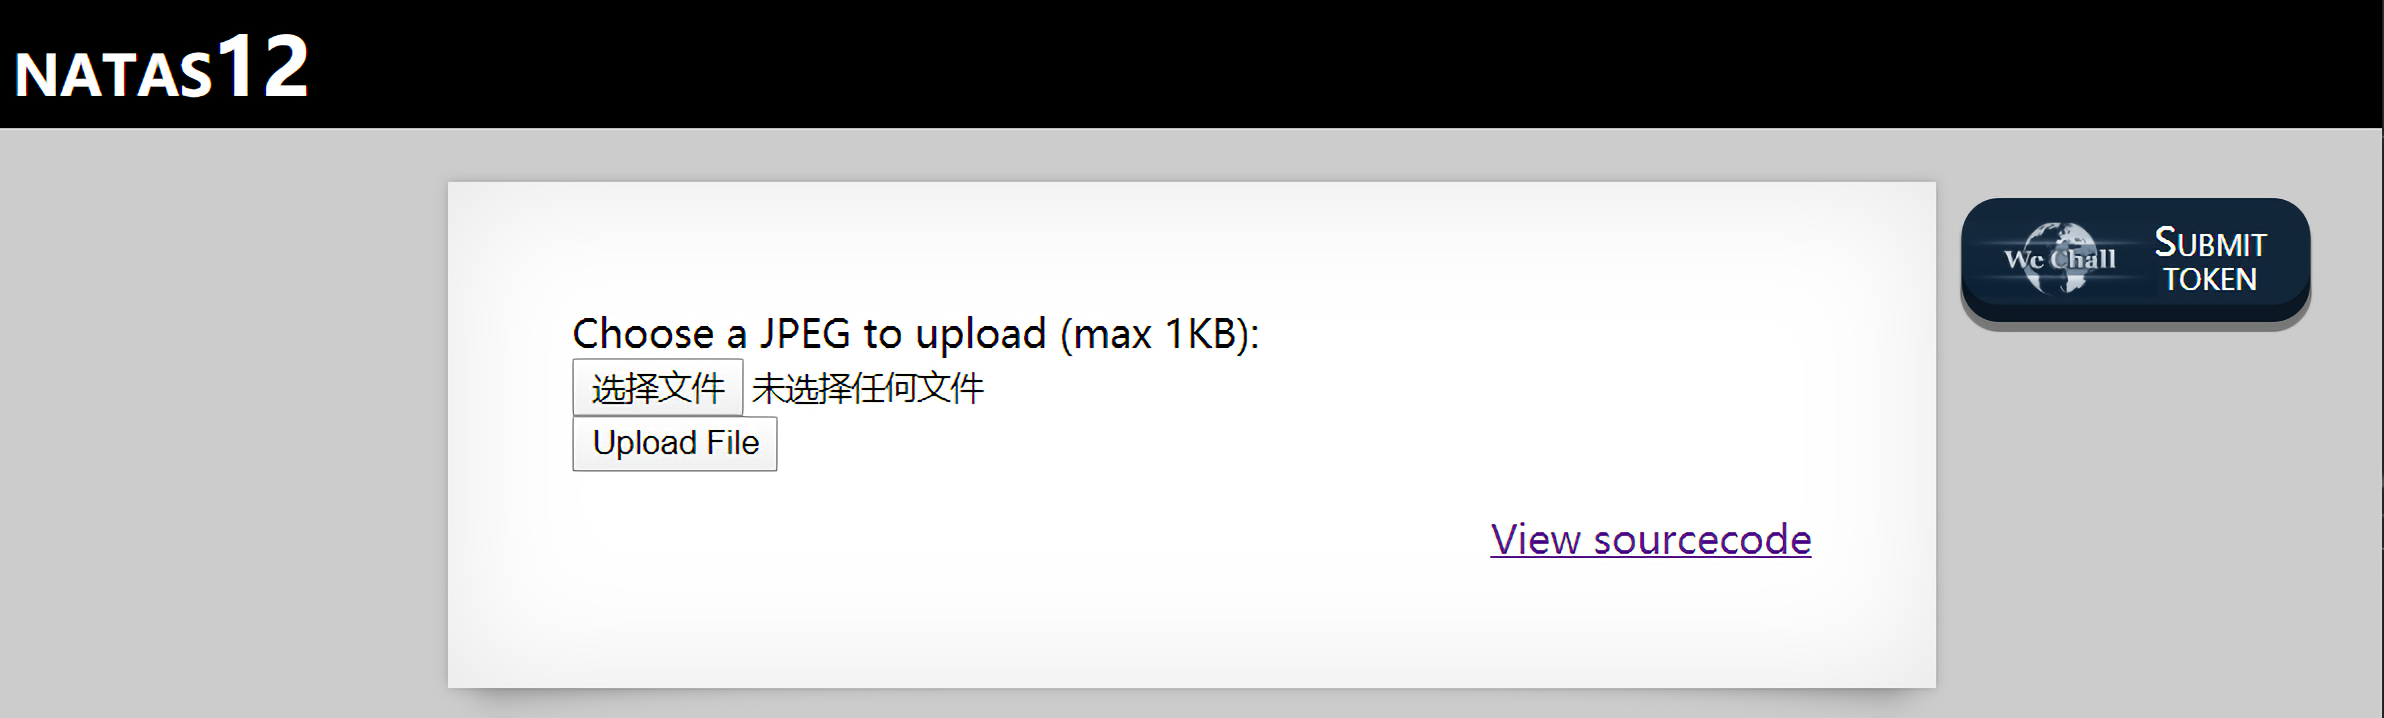 NATAS12
Choose a JPEG to upload (max 1KB):
选择文件 未选择任何文件
Upload File
View sourcecode
We Chall
SUBMIT
TOKEN